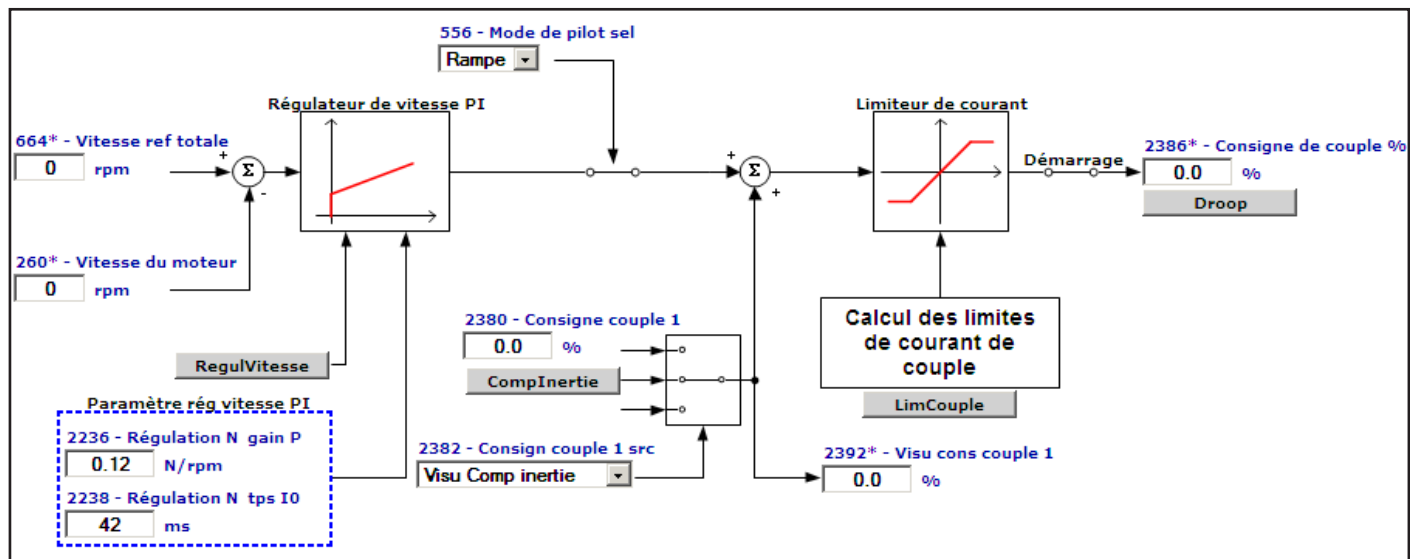 556 - Mode de pilot sel
Rampe
Régulateur de vitesse PI
Limiteur de courant
664* - Vitesse ref totale
0 rpm
+
Σ
-
+
Σ
+
Démarrage
2386* - Consigne de couple %
0.0 %
Droop
260* - Vitesse du moteur
0 rpm
2380 - Consigne couple 1
0.0 %
CompInertie
Calcul des limites
de courant de
couple
LimCouple
RegulVitesse
Paramètre rég vitesse PI
2236 - Régulation N gain P
0.12 N/rpm
2238 - Régulation N tps I0
42 ms
2382 - Consign couple 1 src
Visu Comp inertie
2392* - Visu cons couple 1
0.0 %